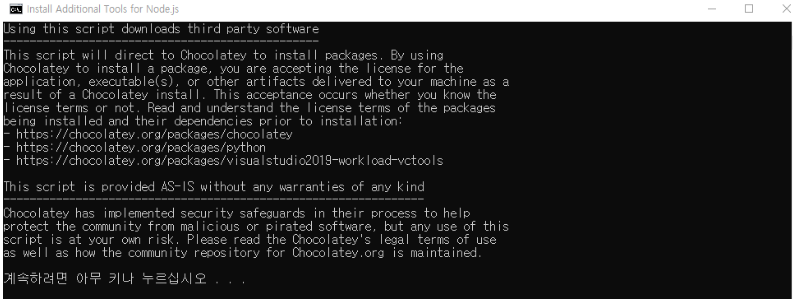 Install Additional Tools for Node.js
Using this script downloads third party software
------------------------------------------------
This script will direct to Chocolatey to install packages. By using
Chocolatey to install a package, you are accepting the license for the
application, executable(s), or other artifacts delivered to your machine as a
result of a Chocolatey install. This acceptance occurs whether you know the
license terms or not. Read and understand the license terms of the packages
being installed and their dependencies prior to installation:
- https://chocolatey.org/packages/chocolatey
- https://chocolatey.org/packages/python
- https://chocolatey.org/packages/visualstudio2019-workload-vctools
This script is provided AS-IS without any warranties of any kind
----------------------------------------------------------------
Chocolatey has implemented security safeguards in their process to help
protect the community from malicious or pirated software, but any use of this
script is at your own risk. Please read the Chocolatey's legal terms of use
as well as how the community repository for Chocolatey.org is maintained.
계속하려면 아무 키나 누르십시오 . . .